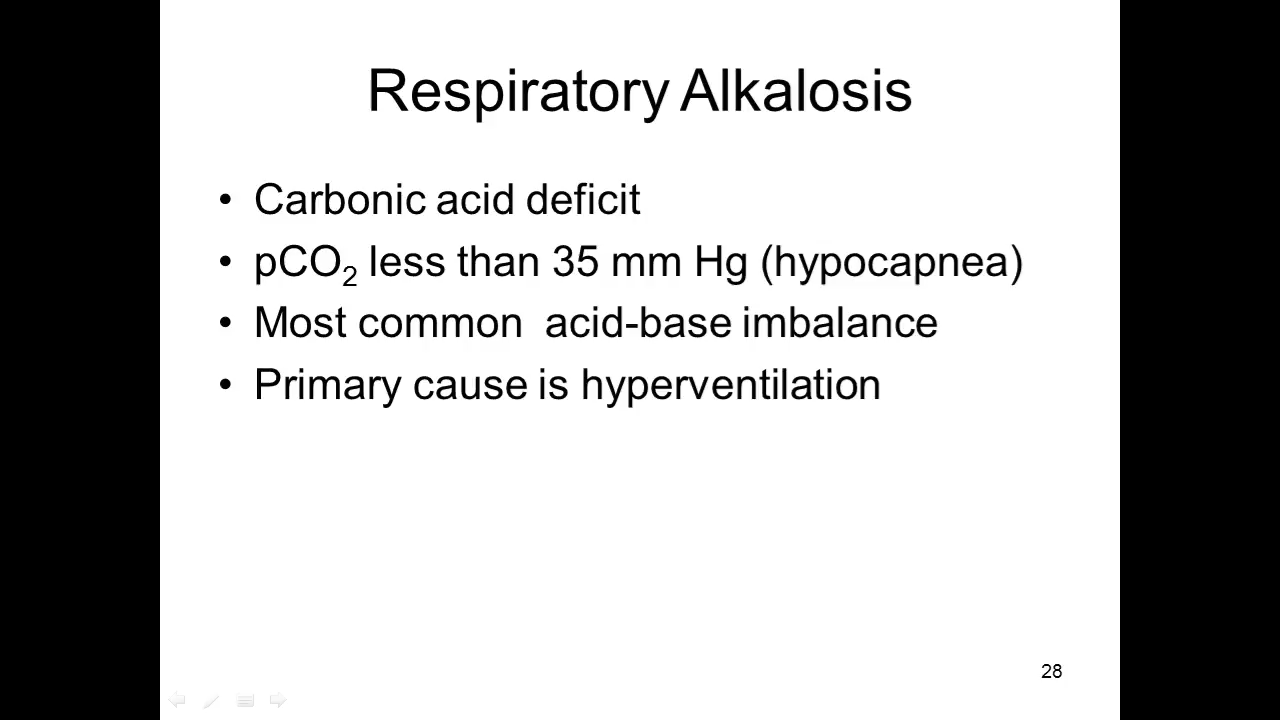 Respiratory Alkalosis
• Carbonic acid deficit
• pCO₂ less than 35 mm Hg (hypocapnea)
• Most common  acid-base imbalance
• Primary cause is hyperventilation
28